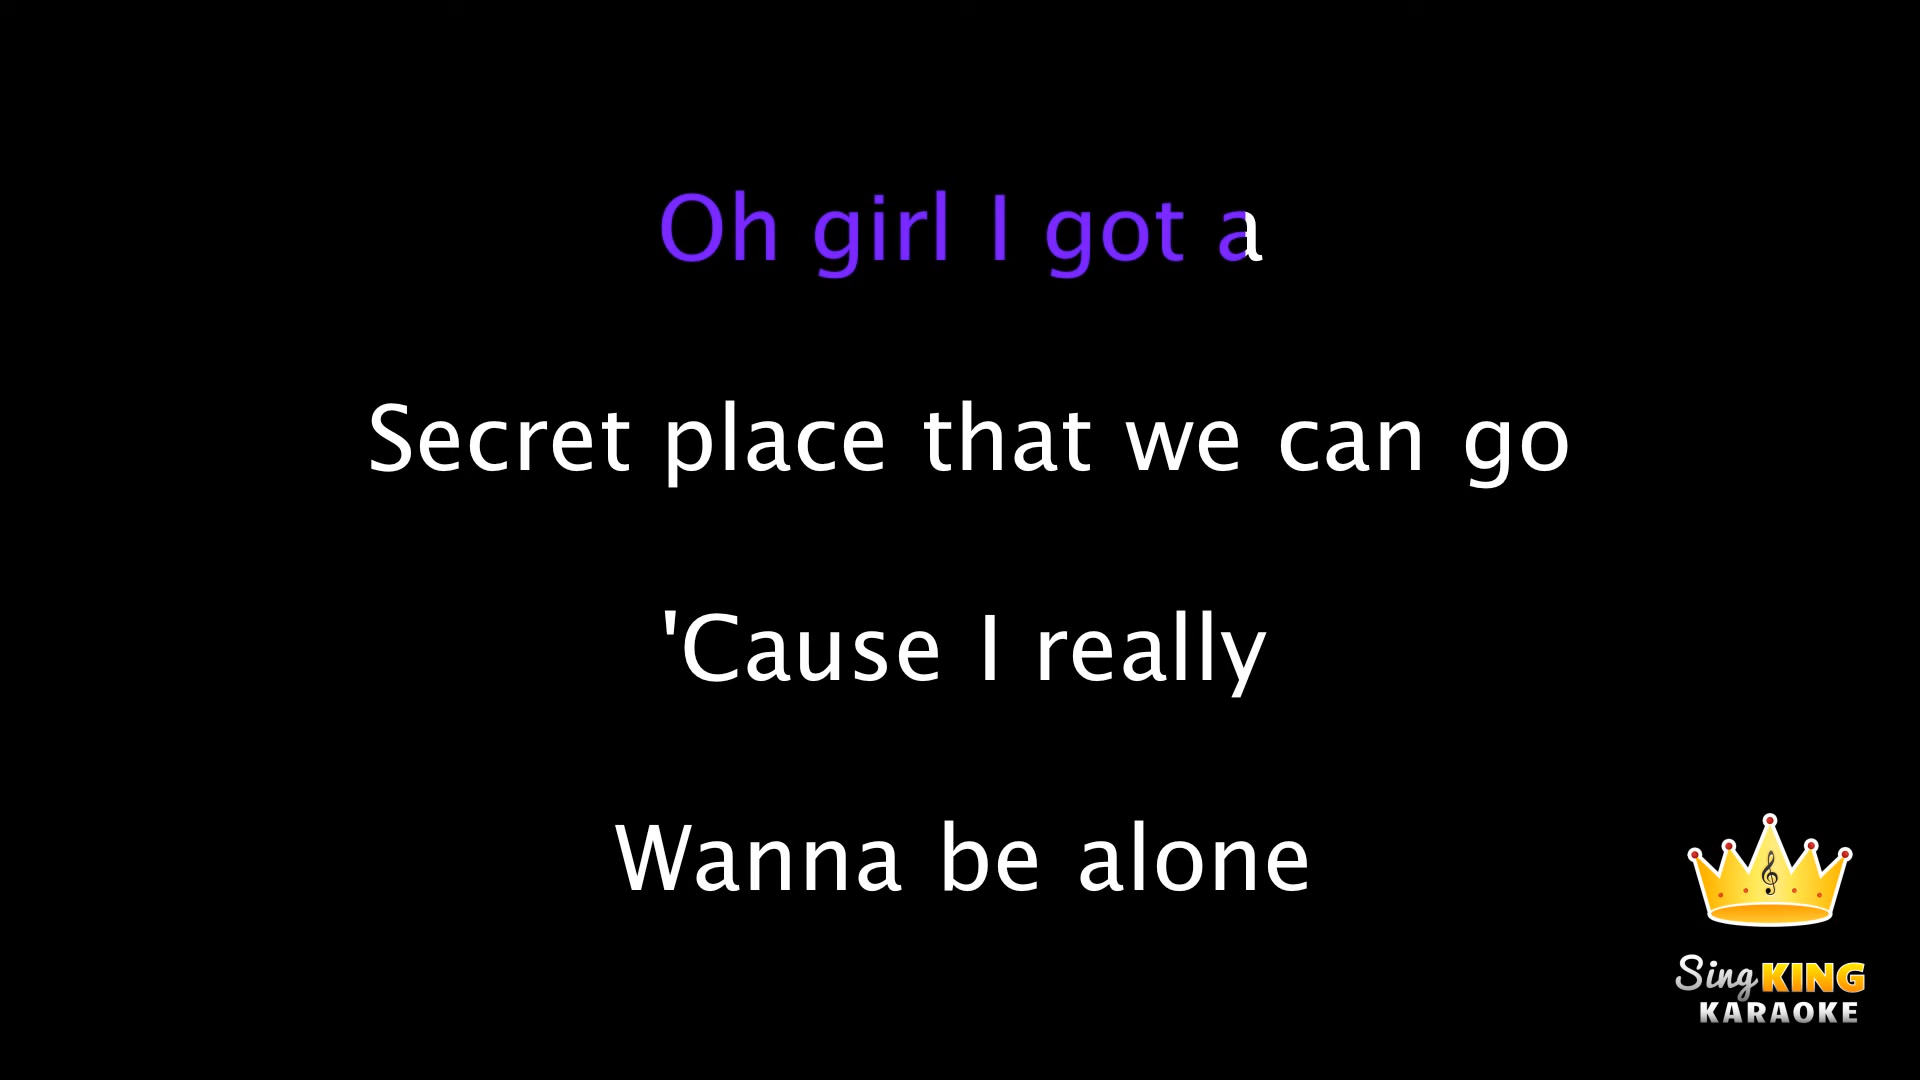 Oh girl I got a
Secret place that we can go
'Cause I really
Wanna be alone
Sing KING
KARAOKE